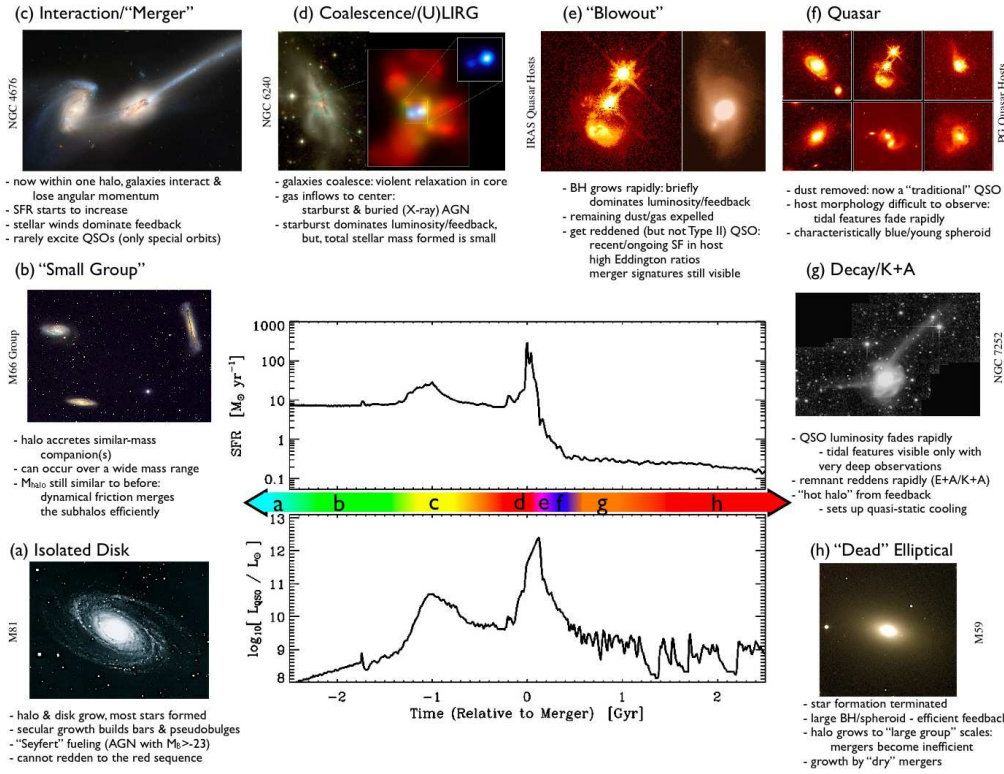 (c) Interaction/“Merger”
NGC 4676
- now within one halo, galaxies interact &
lose angular momentum
- SFR starts to increase
- stellar winds dominate feedback
- rarely excite QSOs (only special orbits)
(d) Coalescence/(U)LIRG
NGC 6240
- galaxies coalesce: violent relaxation in core
- gas inflows to center:
starburst & buried (X-ray) AGN
- starburst dominates luminosity/feedback,
but, total stellar mass formed is small
(e) “Blowout”
IRAS Quasar Hosts
- BH grows rapidly: briefly
dominates luminosity/feedback
- remaining dust/gas expelled
- get reddened (but not Type II) QSO:
recent/ongoing SF in host
high Eddington ratios
merger signatures still visible
(f) Quasar
PG Quasar Hosts
- dust removed: now a “traditional” QSO
- host morphology difficult to observe:
tidal features fade rapidly
- characteristically blue/young spheroid
(b) “Small Group”
M66 Group
- halo accretes similar-mass
companion(s)
- can occur over a wide mass range
- Mhalo still similar to before:
dynamical friction merges
the subhalos efficiently
(a) Isolated Disk
M81
- halo & disk grow, most stars formed
- secular growth builds bars & pseudobulges
- “Seyfert” fueling (AGN with MB>-23)
- cannot redden to the red sequence
1000
100
10
1
0.1
SFR [M⊙ yr⁻¹]
a b c d e f g h
13
12
11
10
9
8
log₁₀[ LQSO / L⊙ ]
-2 -1 0 1 2
Time (Relative to Merger) [Gyr]
(g) Decay/K+A
NGC 7252
- QSO luminosity fades rapidly
- tidal features visible only with
very deep observations
- remnant reddens rapidly (E+A/K+A)
- “hot halo” from feedback
- sets up quasi-static cooling
(h) “Dead” Elliptical
M59
- star formation terminated
- large BH/spheroid - efficient feedback
- halo grows to “large group” scales:
mergers become inefficient
- growth by “dry” mergers